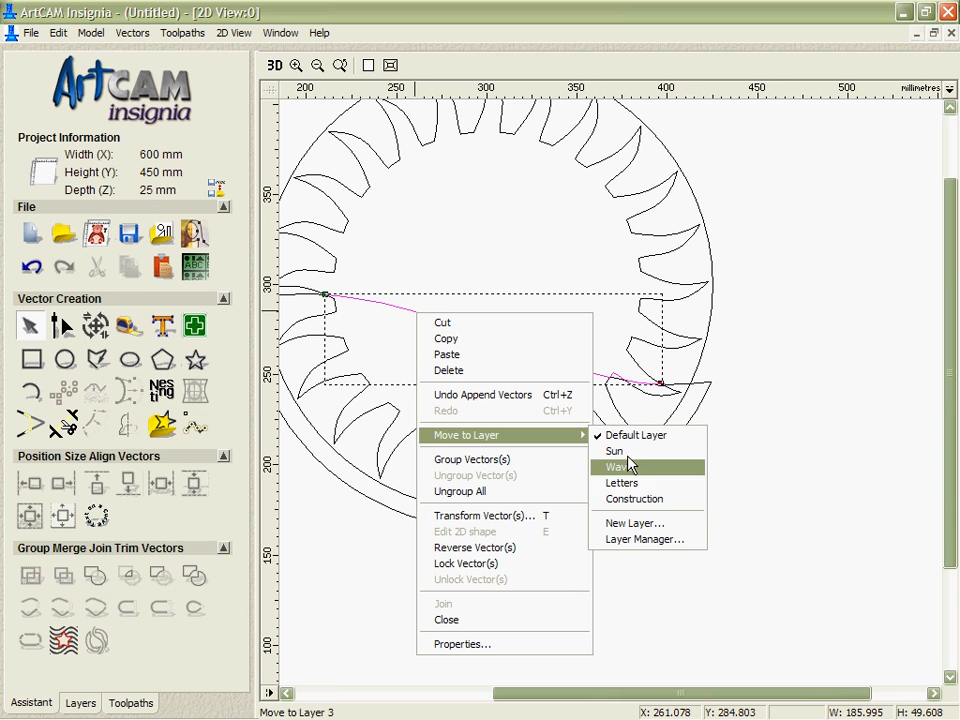 ArtCAM Insignia - (Untitled) - [2D View:0]
File Edit Model Vectors Toolpaths 2D View Window Help
ArtCAM
insignia
Project Information
Width (X): 600 mm
Height (Y): 450 mm
Depth (Z): 25 mm
File
Vector Creation
Nes
ting
Position Size Align Vectors
Group Merge Join Trim Vectors
Assistant Layers Toolpaths
3D
200 250 300 350 400 450 500 millimetres
350
300
250
200
150
100
Cut
Copy
Paste
Delete
Undo Append Vectors Ctrl+Z
Redo Ctrl+Y
Move to Layer
Group Vectors(s)
Ungroup Vector(s)
Ungroup All
Transform Vector(s)... T
Edit 2D shape E
Reverse Vector(s)
Lock Vector(s)
Unlock Vector(s)
Join
Close
Properties...
Default Layer
Sun
Letters
Construction
New Layer...
Layer Manager...
Move to Layer 3
X: 261.078 Y: 284.803 W: 185.995 H: 49.608